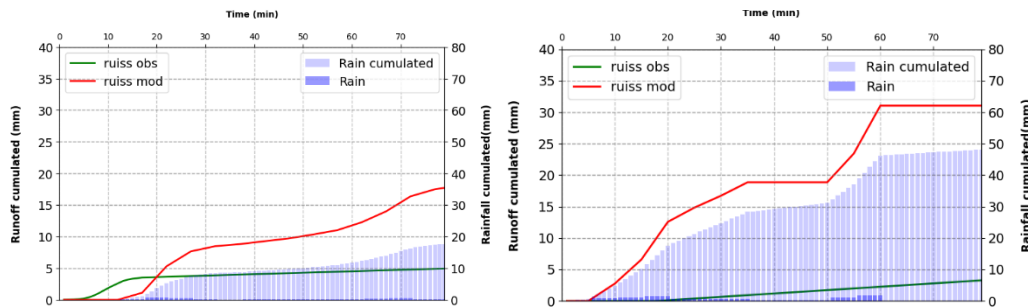 Time (min)
0 10 20 30 40 50 60 70
40 80
35 70
30 60
25 50
20 40
15 30
10 20
5 10
0 0
ruiss obs
ruiss mod
Rain cumulated
Rain
Runoff cumulated (mm)
Rainfall cumulated(mm)
Time (min)
0 10 20 30 40 50 60 70
40 80
35 70
30 60
25 50
20 40
15 30
10 20
5 10
0 0
ruiss obs
ruiss mod
Rain cumulated
Rain
Runoff cumulated (mm)
Rainfall cumulated(mm)